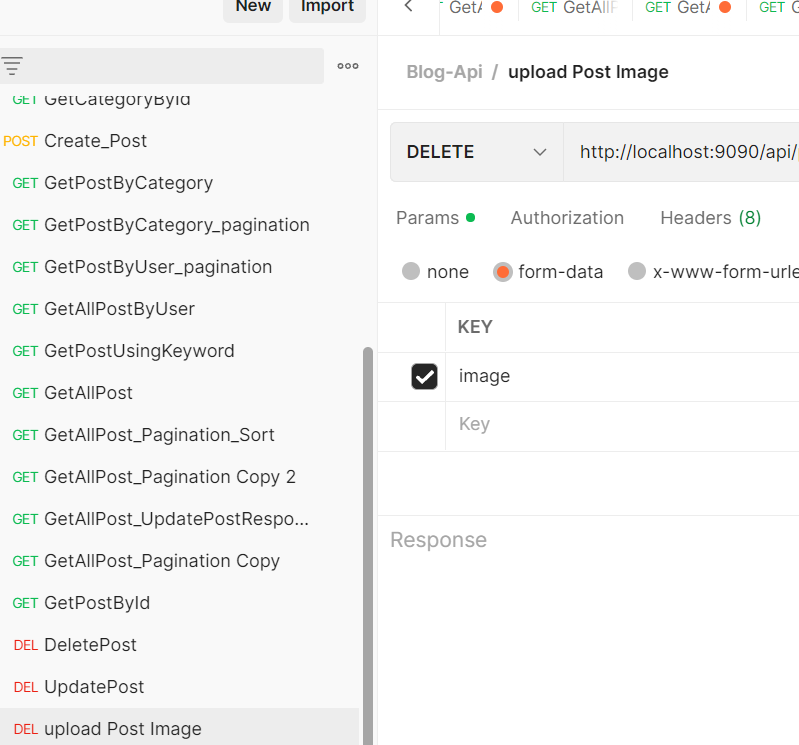 New Import
GetA GET GetAllP GET GetA GET
Blog-Api / upload Post Image
GET GetCategoryById
POST Create_Post
GET GetPostByCategory
GET GetPostByCategory_pagination
GET GetPostByUser_pagination
GET GetAllPostByUser
GET GetPostUsingKeyword
GET GetAllPost
GET GetAllPost_Pagination_Sort
GET GetAllPost_Pagination Copy 2
GET GetAllPost_UpdatePostRespo...
GET GetAllPost_Pagination Copy
GET GetPostById
DEL DeletePost
DEL UpdatePost
DEL upload Post Image
DELETE http://localhost:9090/api/
Params Authorization Headers (8)
none form-data x-www-form-urle
KEY
image
Key
Response